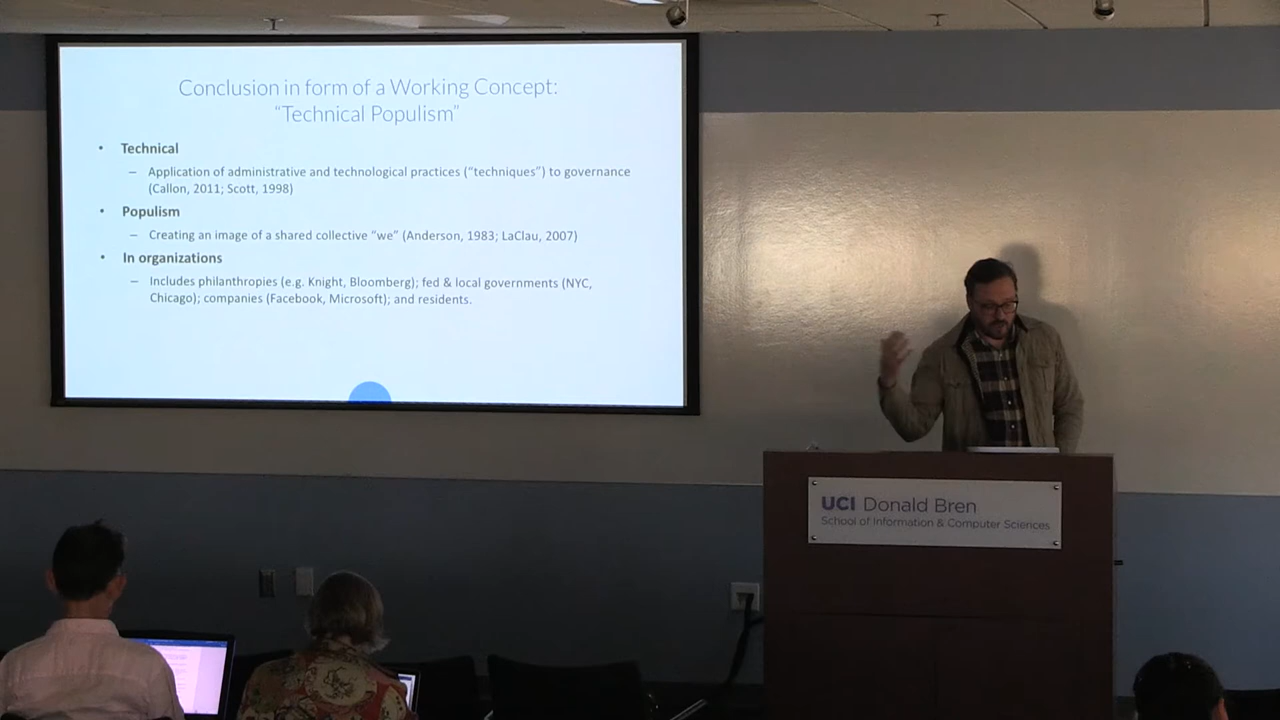 Conclusion in form of a Working Concept:
“Technical Populism”
• Technical
– Application of administrative and technological practices (“techniques”) to governance
(Callon, 2011; Scott, 1998)
• Populism
– Creating an image of a shared collective “we” (Anderson, 1983; LaClau, 2007)
• In organizations
– Includes philanthropies (e.g. Knight, Bloomberg); fed & local governments (NYC,
Chicago); companies (Facebook, Microsoft); and residents.
UCI Donald Bren
School of Information & Computer Sciences